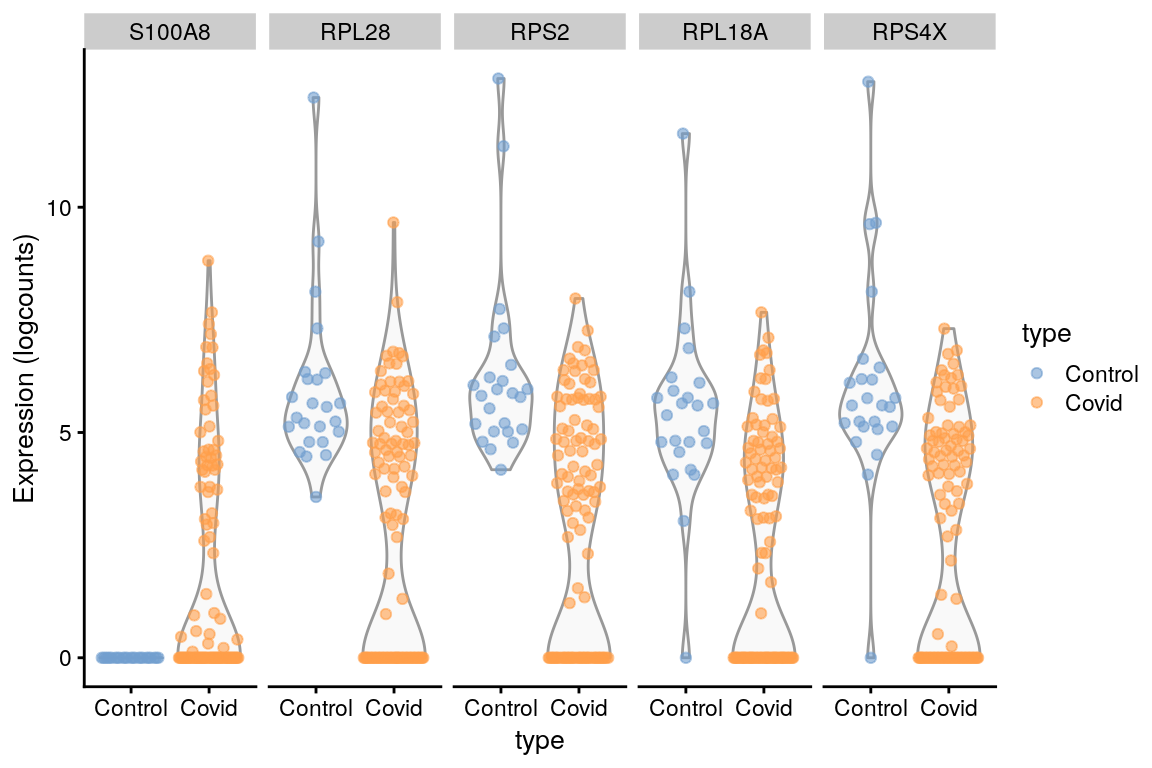 S100A8 RPL28 RPS2 RPL18A RPS4X
Expression (logcounts)
10
5
0
Control Covid Control Covid Control Covid Control Covid Control Covid
type
type
Control
Covid